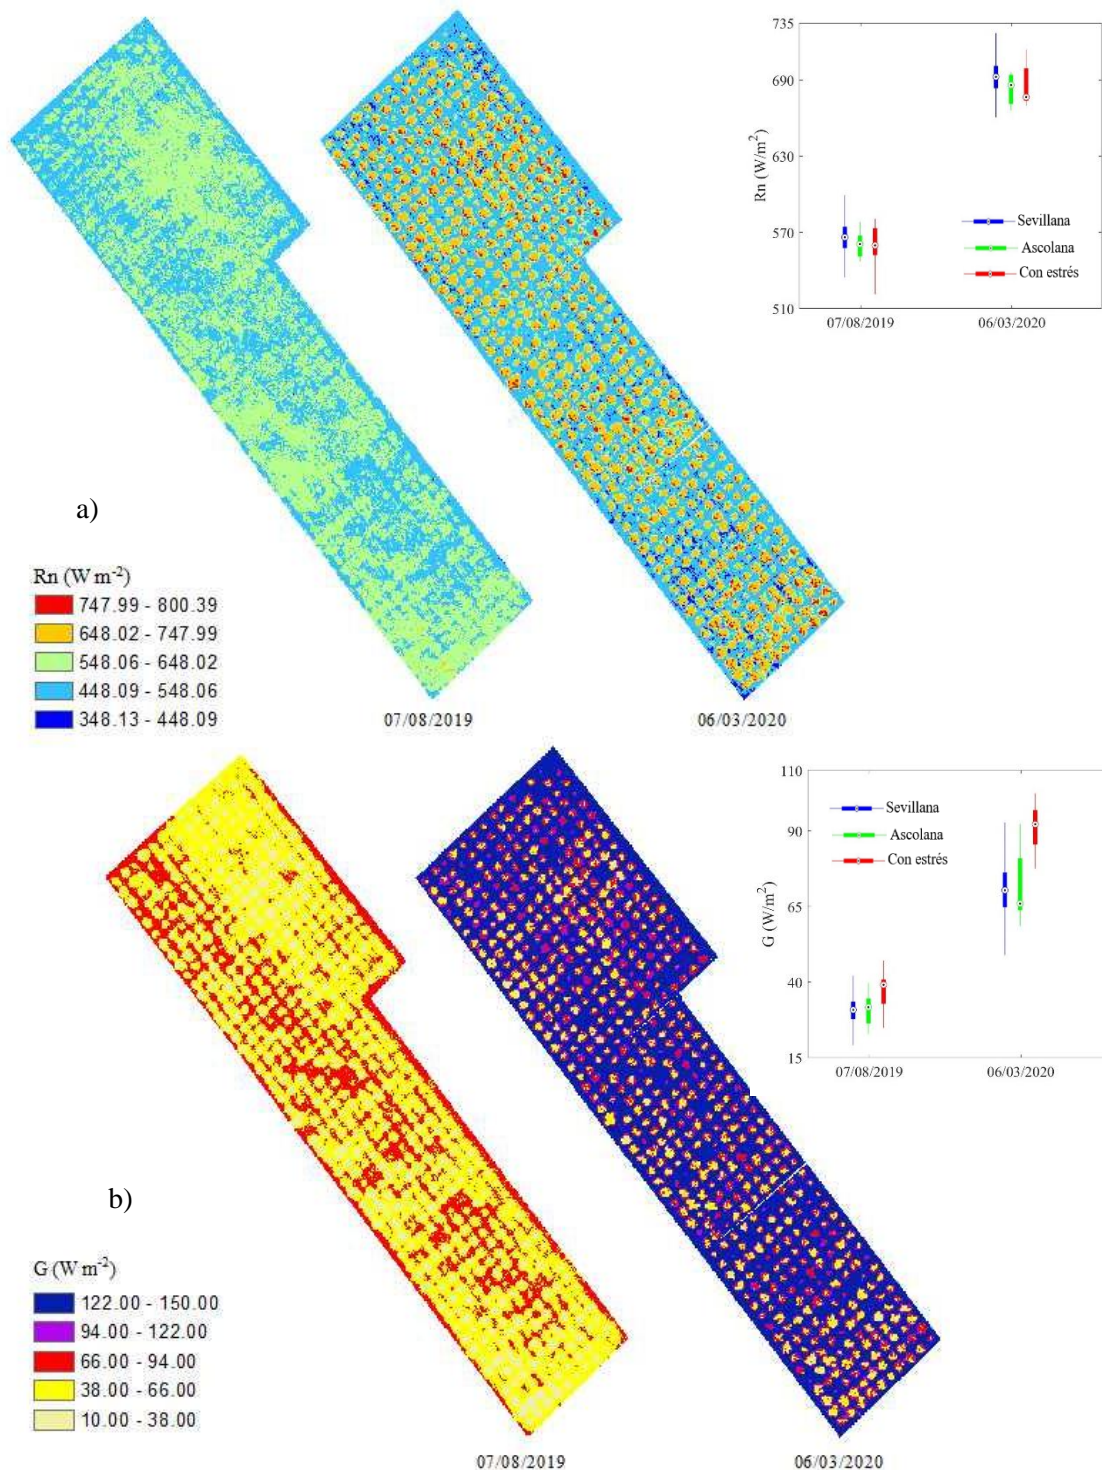 735
690
630
570
510
Rn (W/m²)
Sevillana
Ascolana
Con estrés
07/08/2019
06/03/2020
a)
Rn (W m⁻²)
747.99 - 800.39
648.02 - 747.99
548.06 - 648.02
448.09 - 548.06
348.13 - 448.09
07/08/2019
06/03/2020
110
90
65
40
15
G (W/m²)
Sevillana
Ascolana
Con estrés
07/08/2019
06/03/2020
b)
G (W m⁻²)
122.00 - 150.00
94.00 - 122.00
66.00 - 94.00
38.00 - 66.00
10.00 - 38.00
07/08/2019
06/03/2020